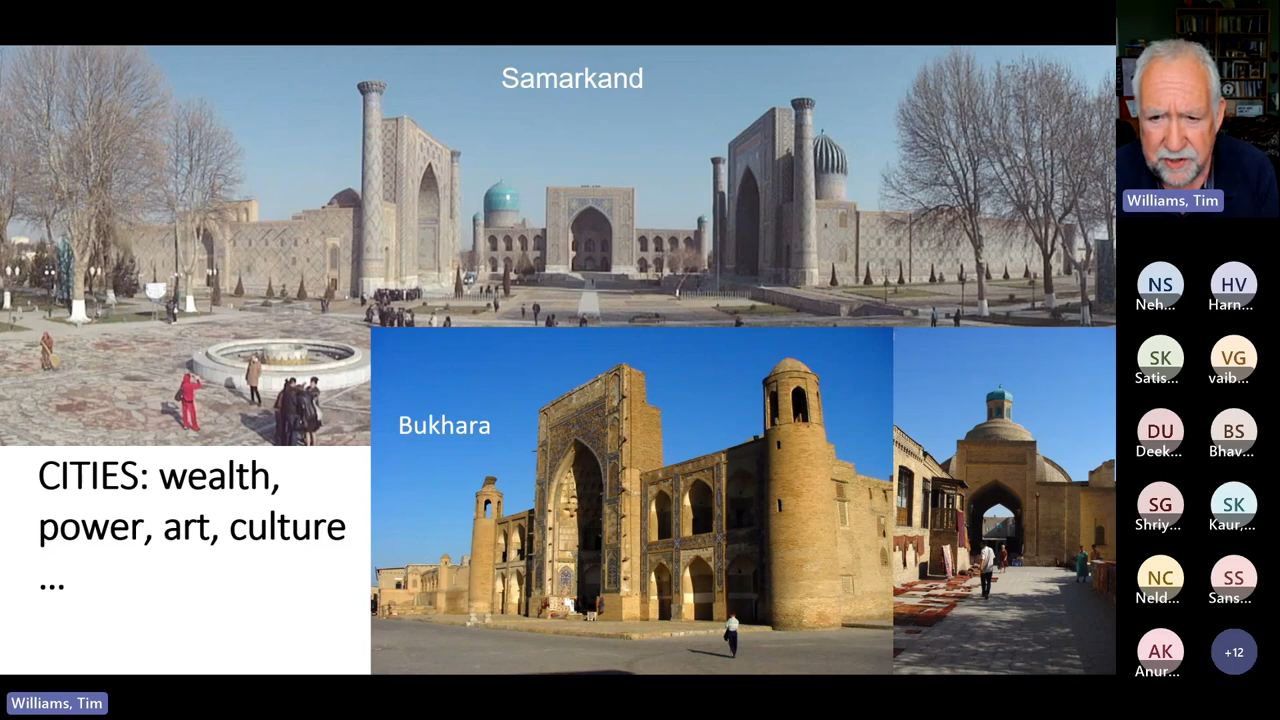 Samarkand
Bukhara
CITIES: wealth,
power, art, culture
...
Williams, Tim
NS
Neh...
HV
Harn...
SK
Satis...
VG
vaib...
DU
Deek...
BS
Bhav...
SG
Shriy...
SK
Kaur,...
NC
Neld...
SS
Sans...
AK
Anur...
+12
Williams, Tim